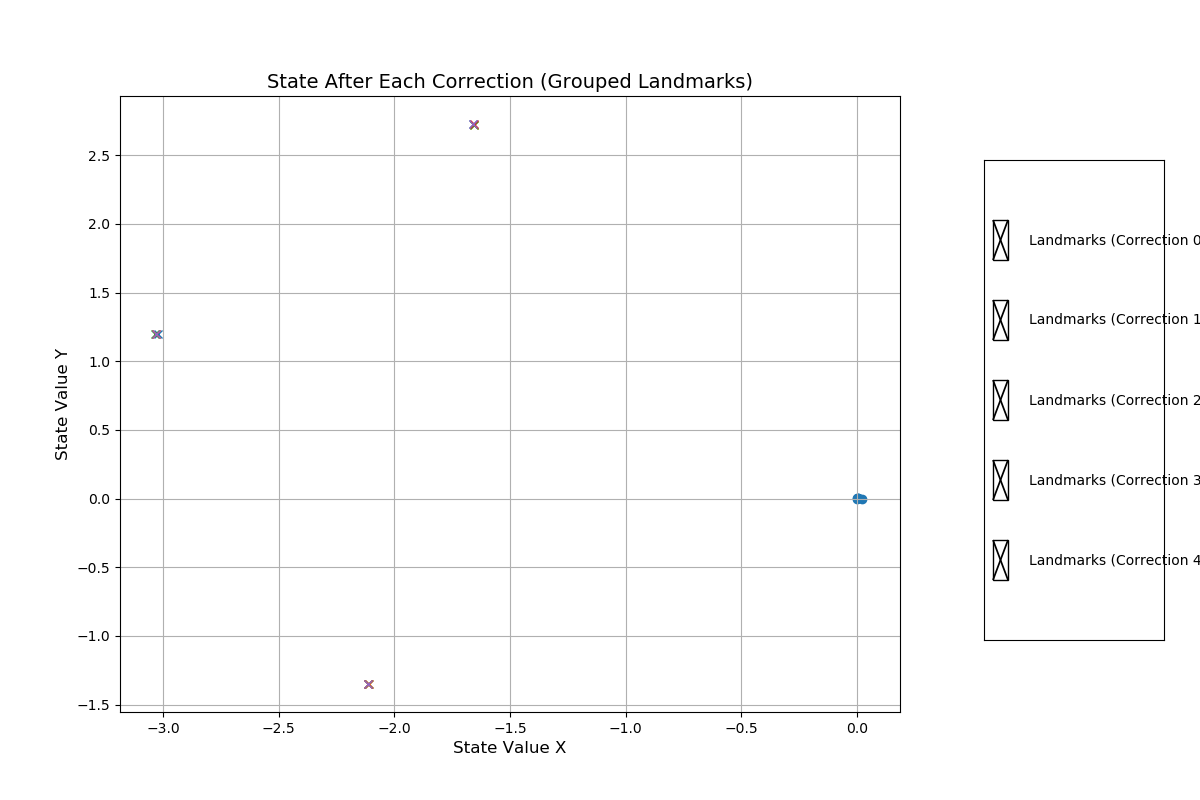 State After Each Correction (Grouped Landmarks)
State Value Y
2.5
2.0
1.5
1.0
0.5
0.0
−0.5
−1.0
−1.5
−3.0
−2.5
−2.0
−1.5
−1.0
−0.5
0.0
State Value X
Landmarks (Correction 0
Landmarks (Correction 1
Landmarks (Correction 2
Landmarks (Correction 3
Landmarks (Correction 4